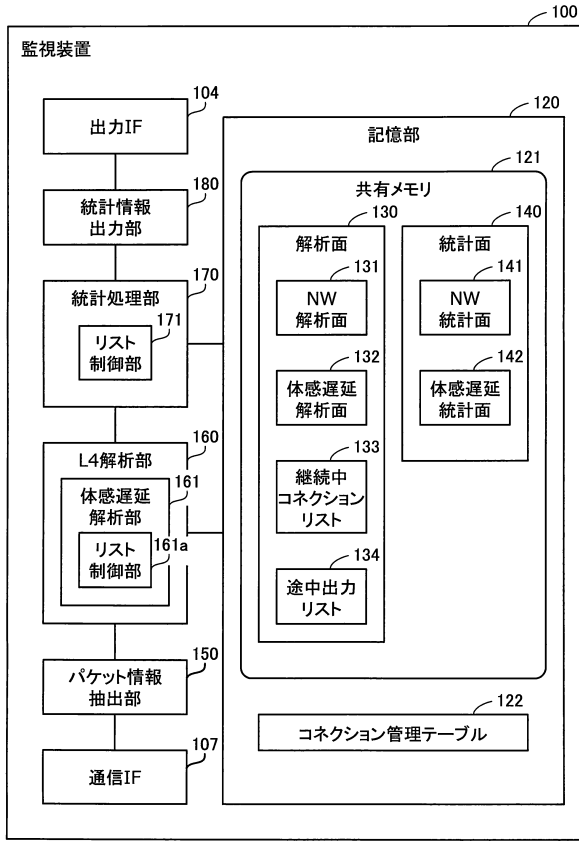 100
監視装置
104
出力IF
180
統計情報
出力部
170
統計処理部
171
リスト
制御部
160
L4解析部
161
体感遅延
解析部
161a
リスト
制御部
150
パケット情報
抽出部
107
通信IF
120
記憶部
121
共有メモリ
130
解析面
131
NW
解析面
132
体感遅延
解析面
133
継続中
コネクション
リスト
134
途中出力
リスト
140
統計面
141
NW
統計面
142
体感遅延
統計面
122
コネクション管理テーブル